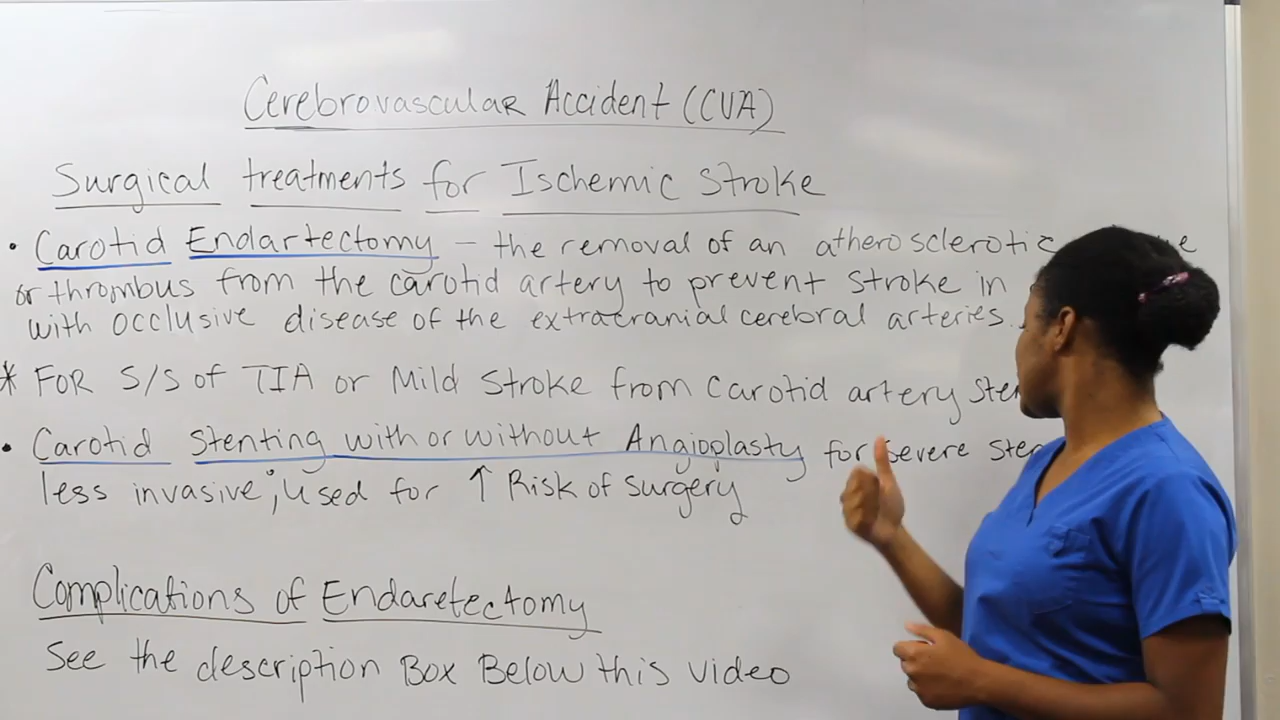 Cerebrovascular Accident (CVA)
Surgical treatments for Ischemic Stroke
• Carotid Endartectomy – the removal of an atherosclerotic
or thrombus from the carotid artery to prevent stroke in
with occlusive disease of the extracranial cerebral arteries.
* For S/S of TIA or Mild Stroke from carotid artery
• Carotid Stenting with or without Angioplasty for severe
less invasive; used for ↑ Risk of surgery
Complications of Endaretectomy
See the description Box Below this video